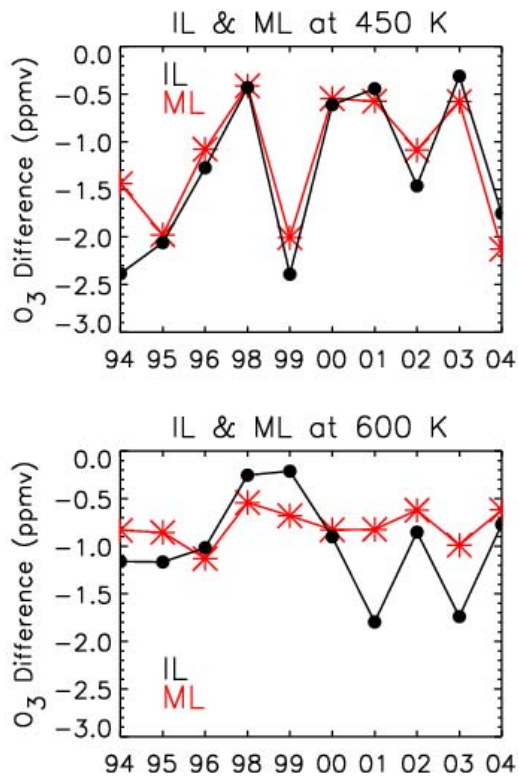 IL & ML at 450 K
O3 Difference (ppmv)
0.0
-0.5
-1.0
-1.5
-2.0
-2.5
-3.0
IL
ML
94 95 96 98 99 00 01 02 03 04
IL & ML at 600 K
O3 Difference (ppmv)
0.0
-0.5
-1.0
-1.5
-2.0
-2.5
-3.0
IL
ML
94 95 96 98 99 00 01 02 03 04